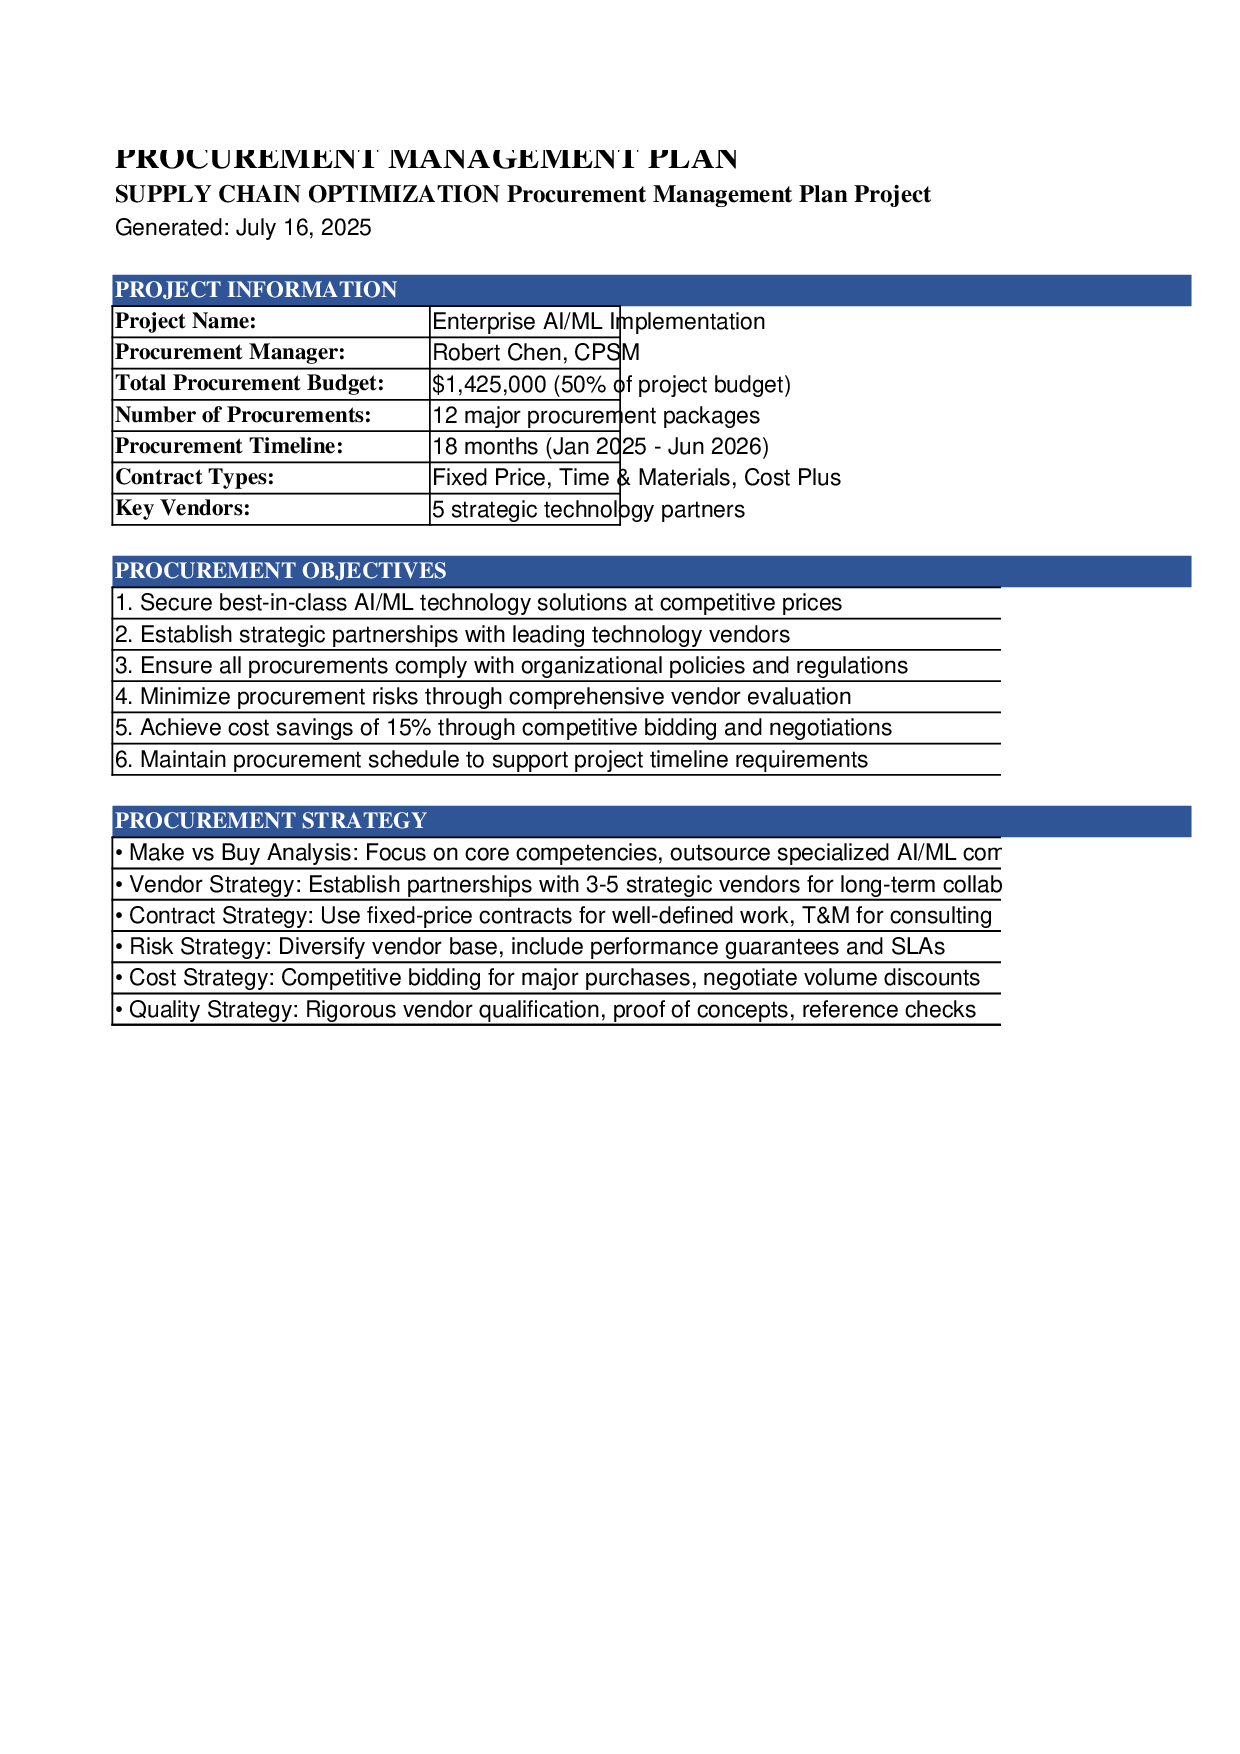 PROCUREMENT MANAGEMENT PLAN
SUPPLY CHAIN OPTIMIZATION Procurement Management Plan Project
Generated: July 16, 2025
PROJECT INFORMATION
Project Name: Enterprise AI/ML Implementation
Procurement Manager: Robert Chen, CPSM
Total Procurement Budget: $1,425,000 (50% of project budget)
Number of Procurements: 12 major procurement packages
Procurement Timeline: 18 months (Jan 2025 - Jun 2026)
Contract Types: Fixed Price, Time & Materials, Cost Plus
Key Vendors: 5 strategic technology partners
PROCUREMENT OBJECTIVES
1. Secure best-in-class AI/ML technology solutions at competitive prices
2. Establish strategic partnerships with leading technology vendors
3. Ensure all procurements comply with organizational policies and regulations
4. Minimize procurement risks through comprehensive vendor evaluation
5. Achieve cost savings of 15% through competitive bidding and negotiations
6. Maintain procurement schedule to support project timeline requirements
PROCUREMENT STRATEGY
• Make vs Buy Analysis: Focus on core competencies, outsource specialized AI/ML com
• Vendor Strategy: Establish partnerships with 3-5 strategic vendors for long-term collab
• Contract Strategy: Use fixed-price contracts for well-defined work, T&M for consulting
• Risk Strategy: Diversify vendor base, include performance guarantees and SLAs
• Cost Strategy: Competitive bidding for major purchases, negotiate volume discounts
• Quality Strategy: Rigorous vendor qualification, proof of concepts, reference checks